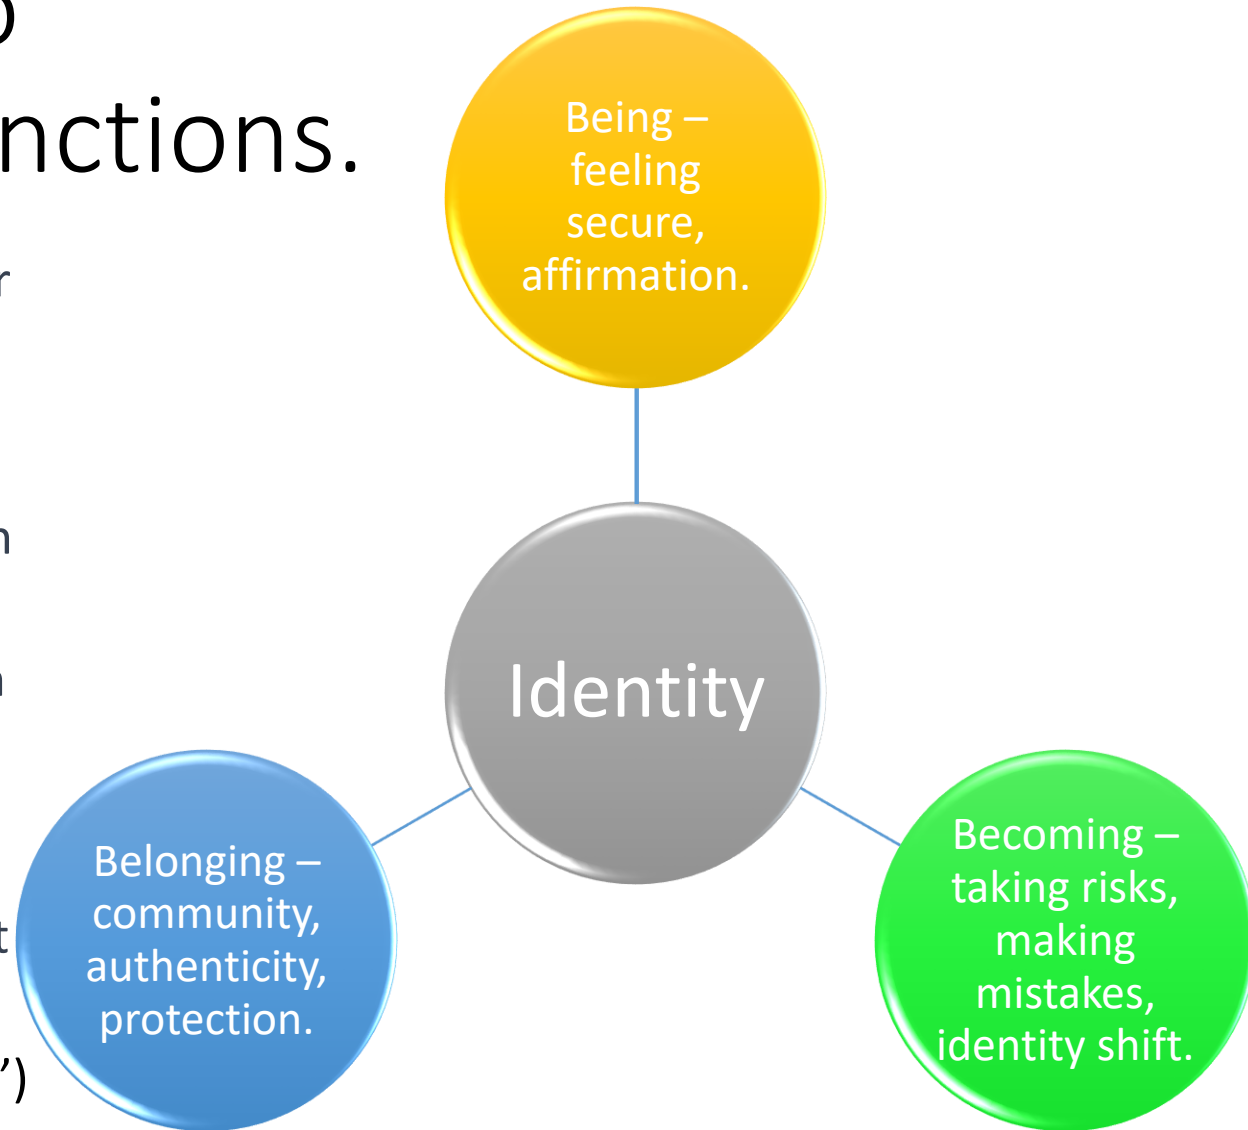 nctions.
Being –
feeling
secure,
affirmation.
Identity
Belonging –
community,
authenticity,
protection.
Becoming –
taking risks,
making
mistakes,
identity shift.
r
n
t
’)